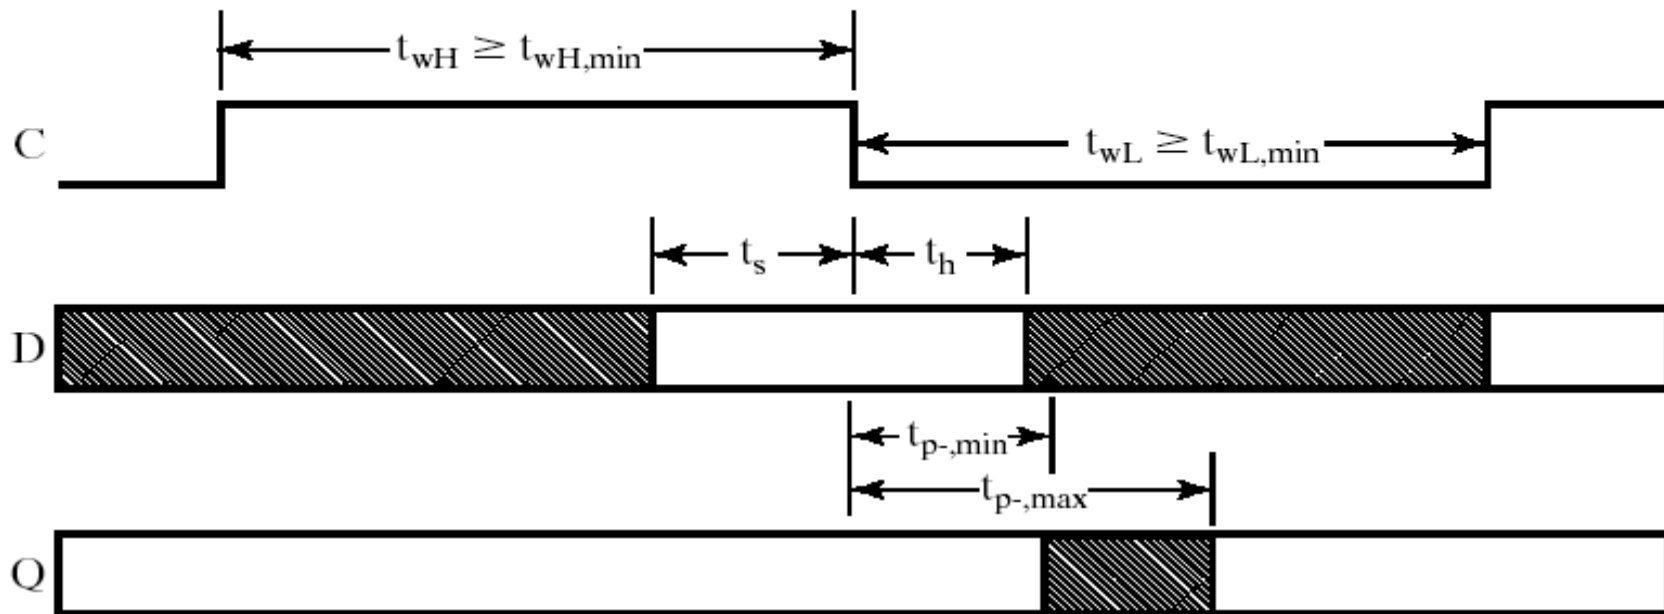 t_wH ≥ t_wH,min
C
t_wL ≥ t_wL,min
t_s
t_h
D
t_p-,min
t_p-,max
Q